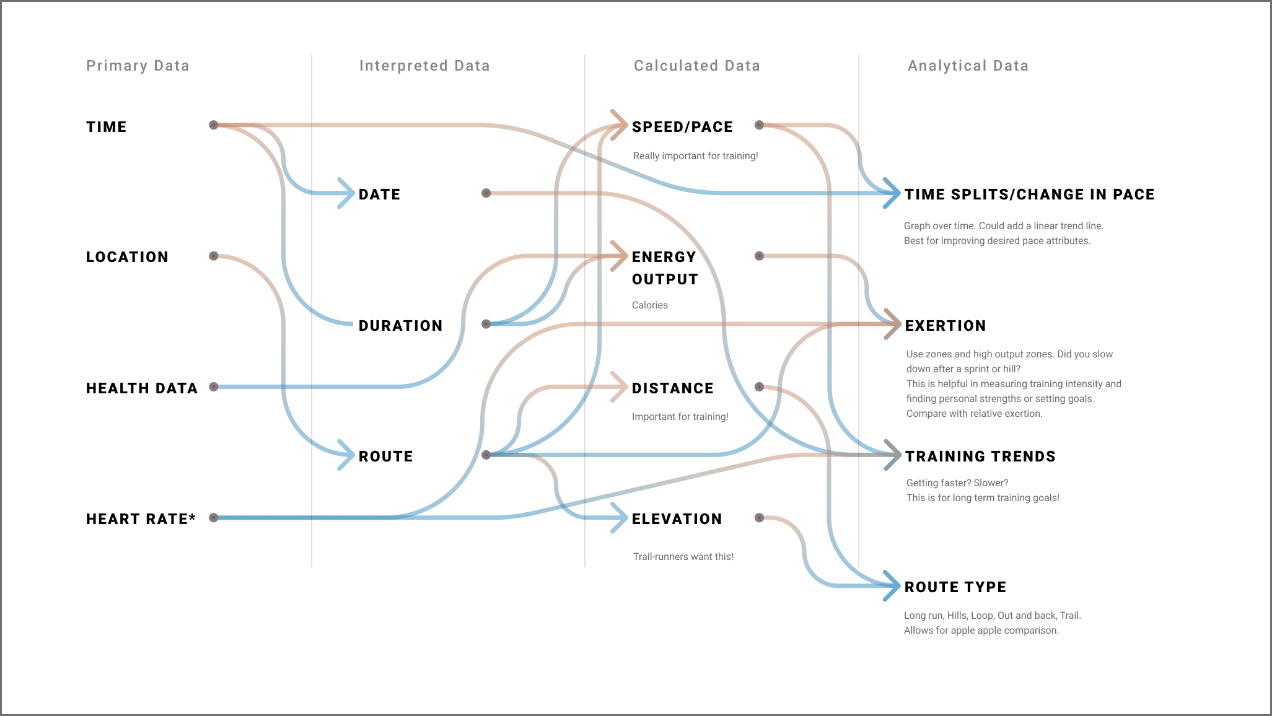 Primary Data
Interpreted Data
Calculated Data
Analytical Data
TIME
SPEED/PACE
Really important for training!
DATE
TIME SPLITS/CHANGE IN PACE
Graph over time. Could add a linear trend line.
Best for improving desired pace attributes.
LOCATION
ENERGY
OUTPUT
Calories
DURATION
EXERTION
Use zones and high output zones. Did you slow
down after a sprint or hill?
This is helpful in measuring training intensity and
finding personal strengths or setting goals.
Compare with relative exertion.
HEALTH DATA
DISTANCE
Important for training!
ROUTE
TRAINING TRENDS
Getting faster? Slower?
This is for long term training goals!
HEART RATE*
ELEVATION
Trail-runners want this!
ROUTE TYPE
Long run, Hills, Loop, Out and back, Trail.
Allows for apple apple comparison.